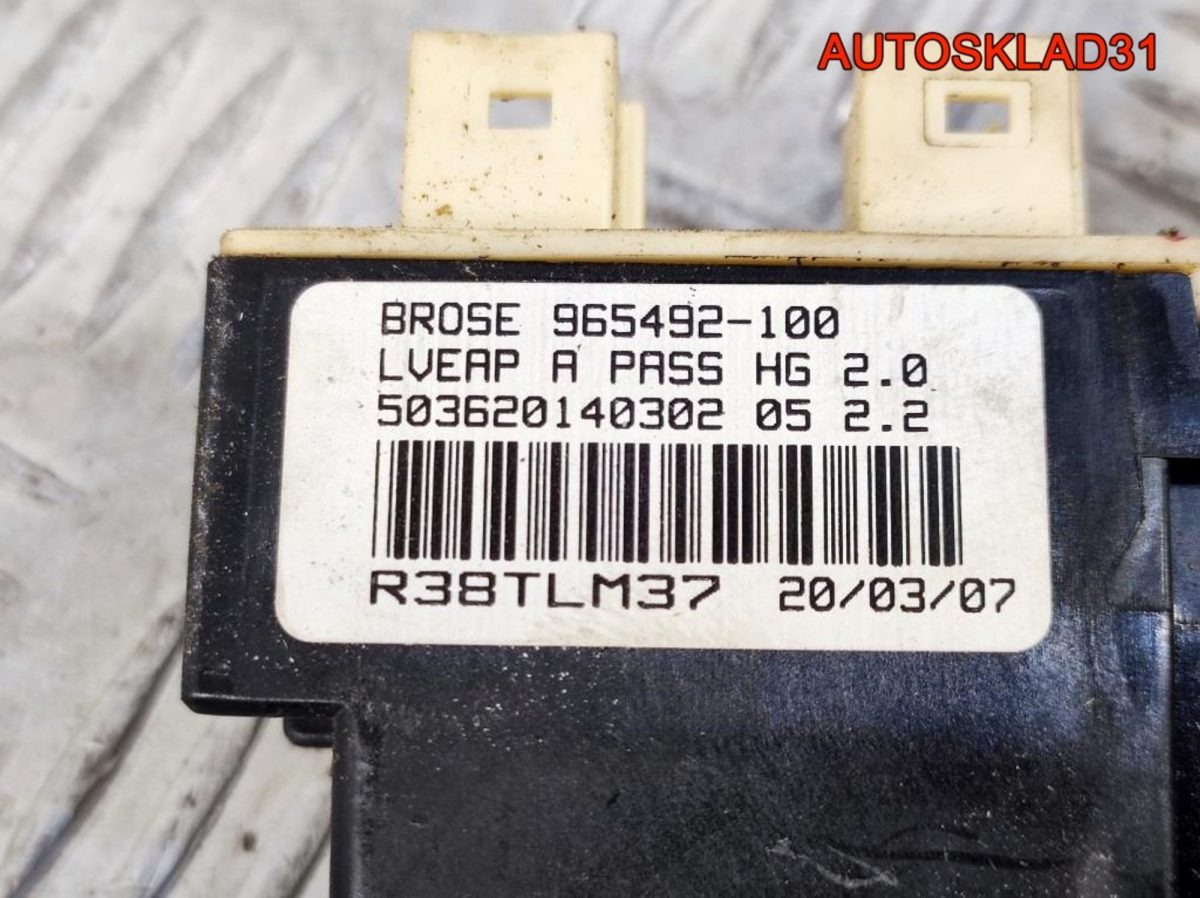 AUTOSKLAD31
BROSE 965492-100
LVEAP A PASS HG 2.0
503620140302 05 2.2
R38TLM37 20/03/07